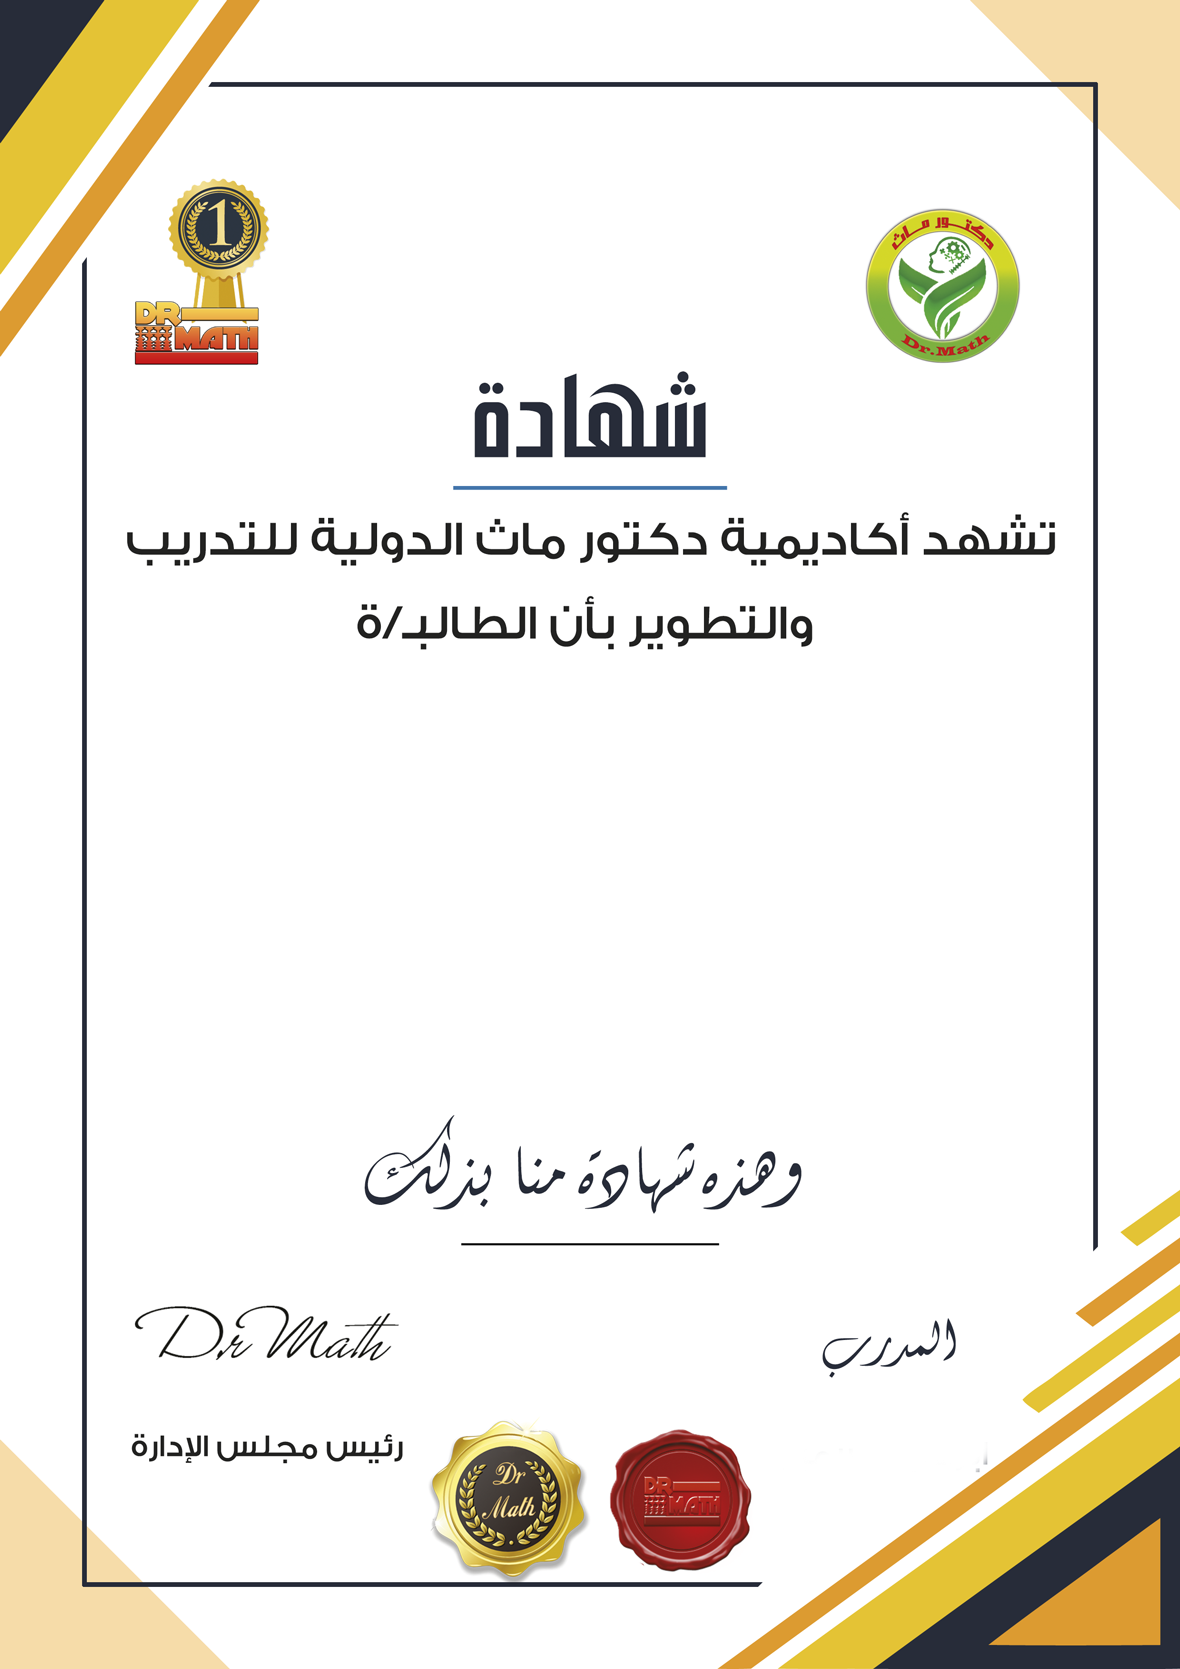 1
DR
MATH
دكتور ماث
Dr.Math
شهادة
تشهد أكاديمية دكتور ماث الدولية للتدريب
والتطوير بأن الطالبـ/ة
وهذه شهادة منا بذلك
المدرب
Dr Math
رئيس مجلس الإدارة
Dr
Math
DR
MATH